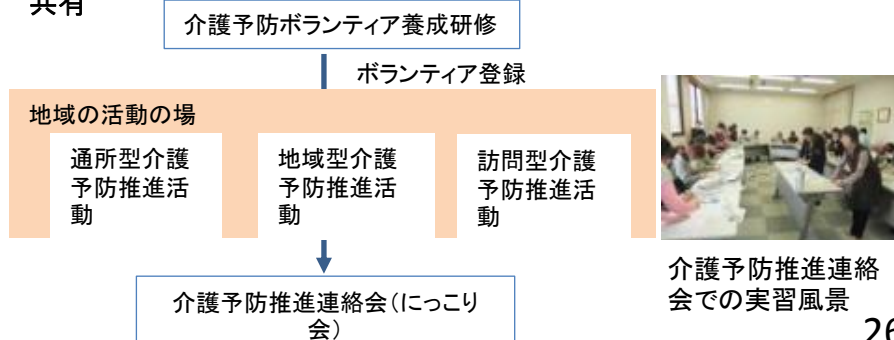 共有
介護予防ボランティア養成研修
ボランティア登録
地域の活動の場
通所型介護
予防推進活
動
地域型介護
予防推進活
動
訪問型介護
予防推進活
動
介護予防推進連絡会(にっこり
会)
介護予防推進連絡
会での実習風景
26